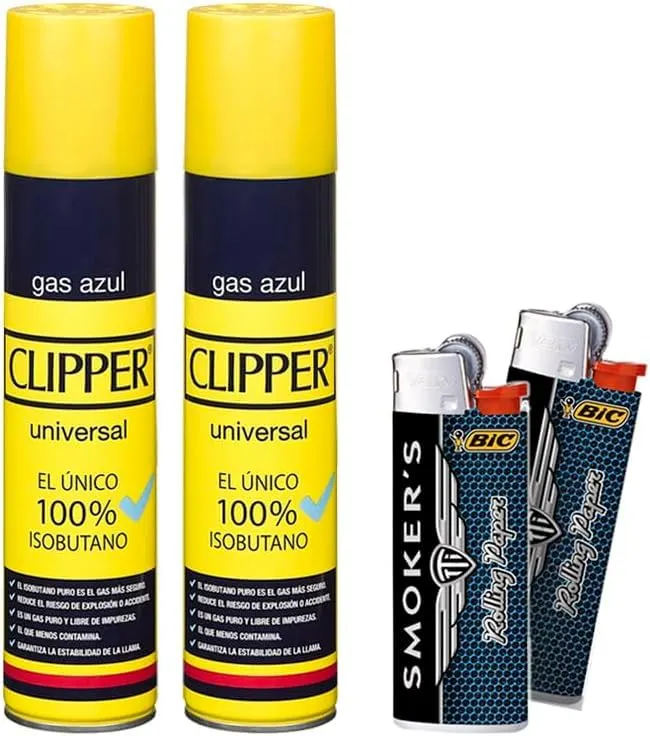 gas azul
CLIPPER®
universal
EL ÚNICO
100%
ISOBUTANO
EL ISOBUTANO PURO ES EL GAS MÁS SEGURO.
REDUCE EL RIESGO DE EXPLOSIÓN O ACCIDENTE.
ES UN GAS PURO Y LIBRE DE IMPUREZAS.
EL QUE MENOS CONTAMINA.
GARANTIZA LA ESTABILIDAD DE LA LLAMA.
gas azul
CLIPPER®
universal
EL ÚNICO
100%
ISOBUTANO
EL ISOBUTANO PURO ES EL GAS MÁS SEGURO.
REDUCE EL RIESGO DE EXPLOSIÓN O ACCIDENTE.
ES UN GAS PURO Y LIBRE DE IMPUREZAS.
EL QUE MENOS CONTAMINA.
GARANTIZA LA ESTABILIDAD DE LA LLAMA.
SMOKER'S
BIC
Rolling Paper
BIC
Rolling Paper